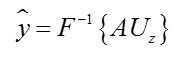 ŷ = F⁻¹ {AU_z}